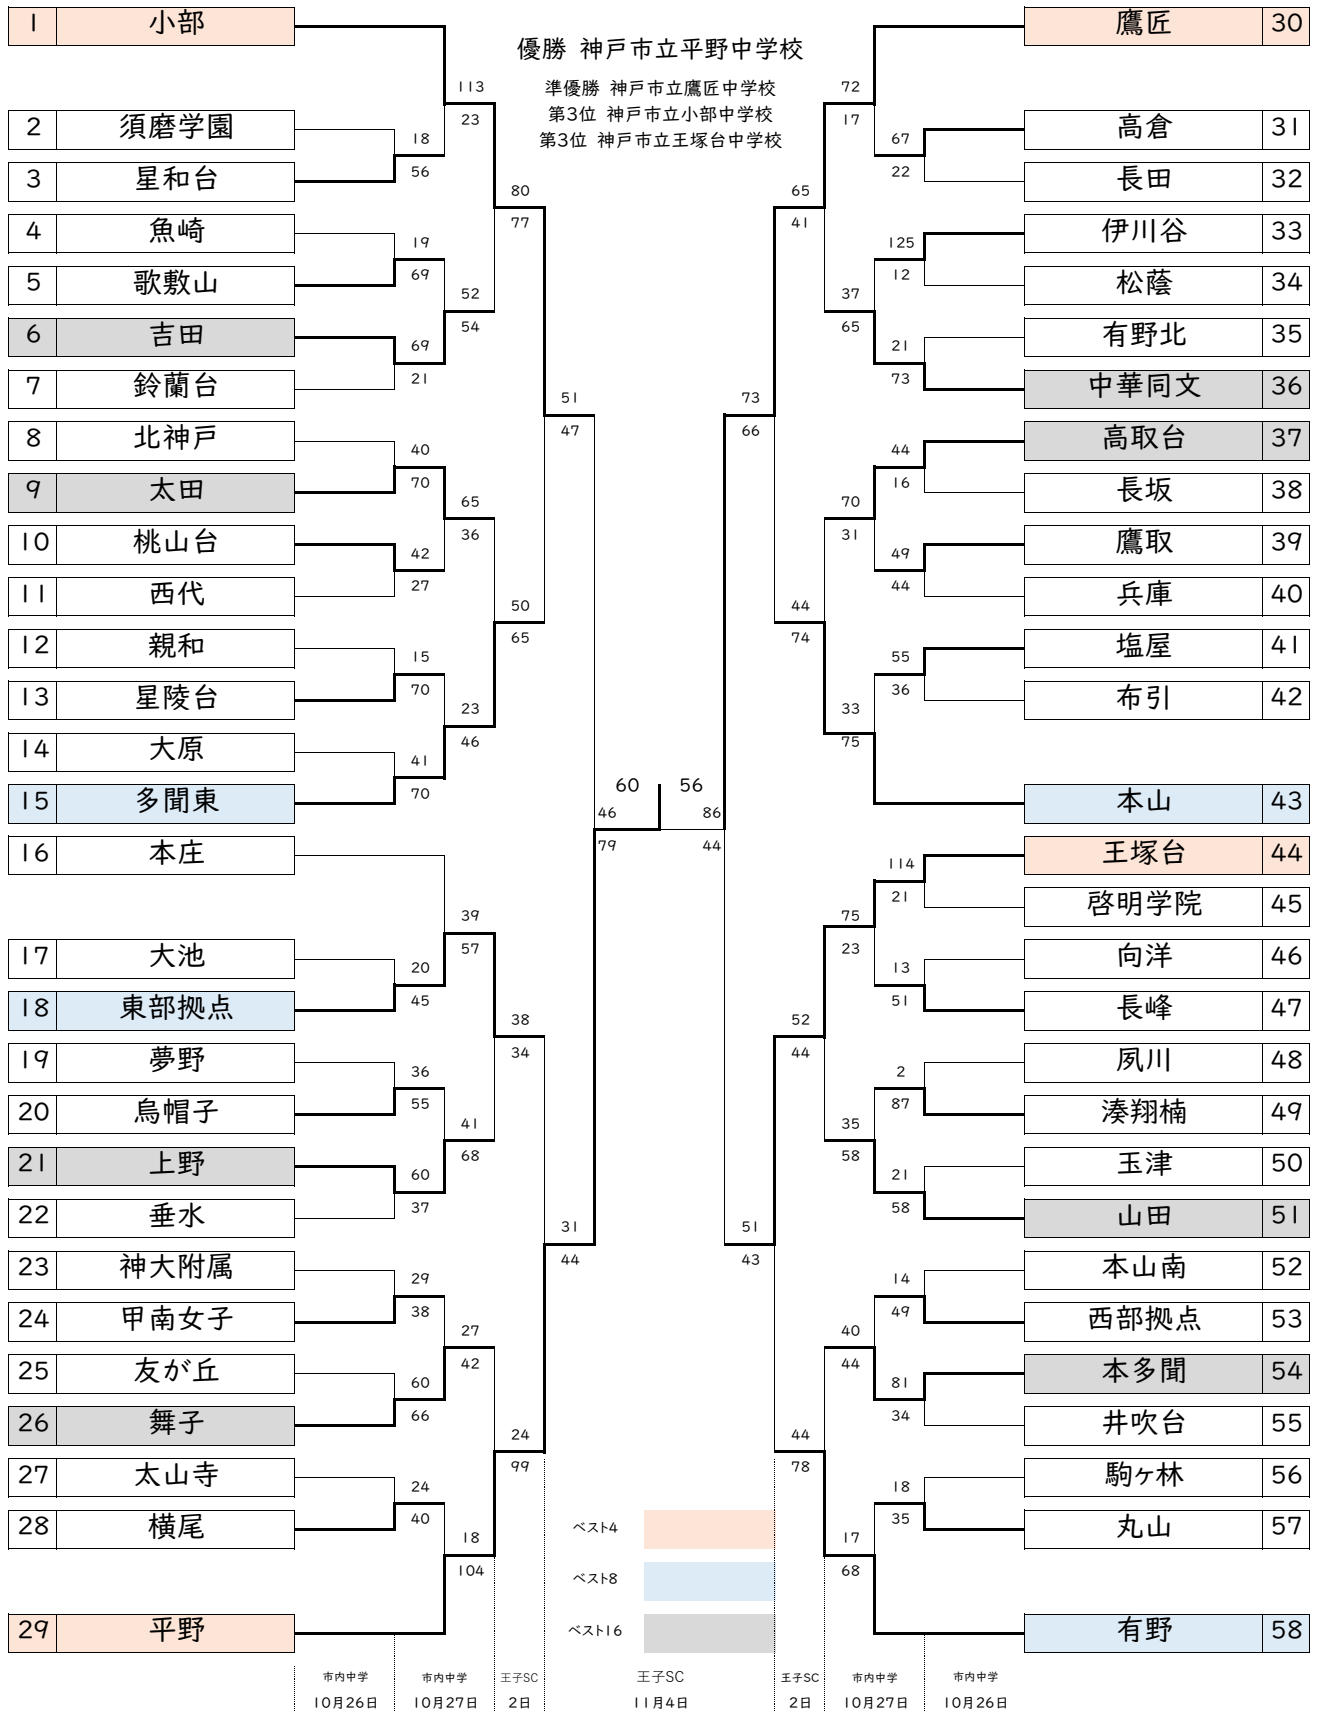 優勝 神戸市立平野中学校
準優勝 神戸市立鷹匠中学校
第3位 神戸市立小部中学校
第3位 神戸市立王塚台中学校
1 小部
2 須磨学園
3 星和台
4 魚崎
5 歌敷山
6 吉田
7 鈴蘭台
8 北神戸
9 太田
10 桃山台
11 西代
12 親和
13 星陵台
14 大原
15 多聞東
16 本庄
17 大池
18 東部拠点
19 夢野
20 烏帽子
21 上野
22 垂水
23 神大附属
24 甲南女子
25 友が丘
26 舞子
27 太山寺
28 横尾
29 平野
18
56
19
69
69
21
40
70
42
27
15
70
41
70
20
45
36
55
60
37
29
38
60
66
24
40
113
23
52
54
65
36
23
46
39
57
41
68
27
42
18
104
80
77
50
65
38
34
24
99
51
47
31
44
46
79
60 56
86
44
73
66
51
43
65
41
44
74
52
44
44
78
72
17
37
65
70
31
33
75
75
23
35
58
40
44
17
68
67
22
125
12
21
73
44
16
49
44
55
36
114
21
13
51
2
87
21
58
14
49
81
34
18
35
鷹匠 30
高倉 31
長田 32
伊川谷 33
松蔭 34
有野北 35
中華同文 36
高取台 37
長坂 38
鷹取 39
兵庫 40
塩屋 41
布引 42
本山 43
王塚台 44
啓明学院 45
向洋 46
長峰 47
夙川 48
湊翔楠 49
玉津 50
山田 51
本山南 52
西部拠点 53
本多聞 54
井吹台 55
駒ヶ林 56
丸山 57
有野 58
ベスト4
ベスト8
ベスト16
市内中学 市内中学 王子SC 王子SC 王子SC 市内中学 市内中学
10月26日 10月27日 2日 11月4日 2日 10月27日 10月26日